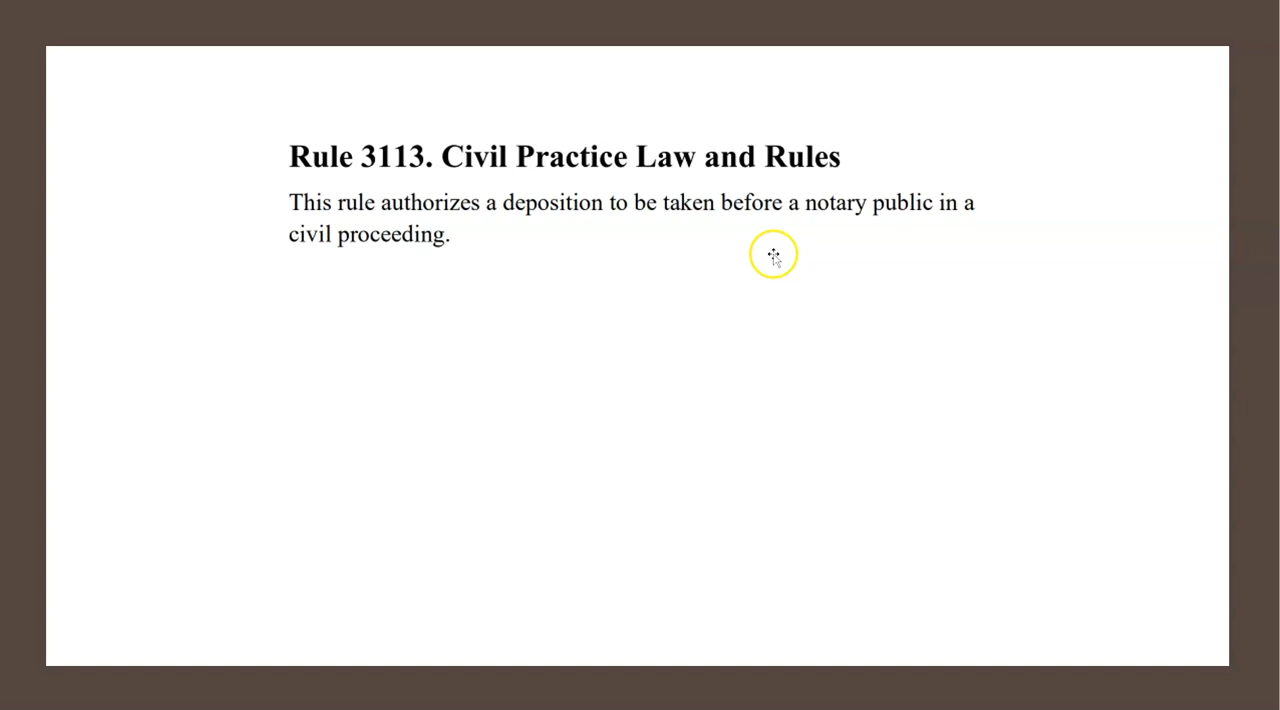 Rule 3113. Civil Practice Law and Rules
This rule authorizes a deposition to be taken before a notary public in a
civil proceeding.